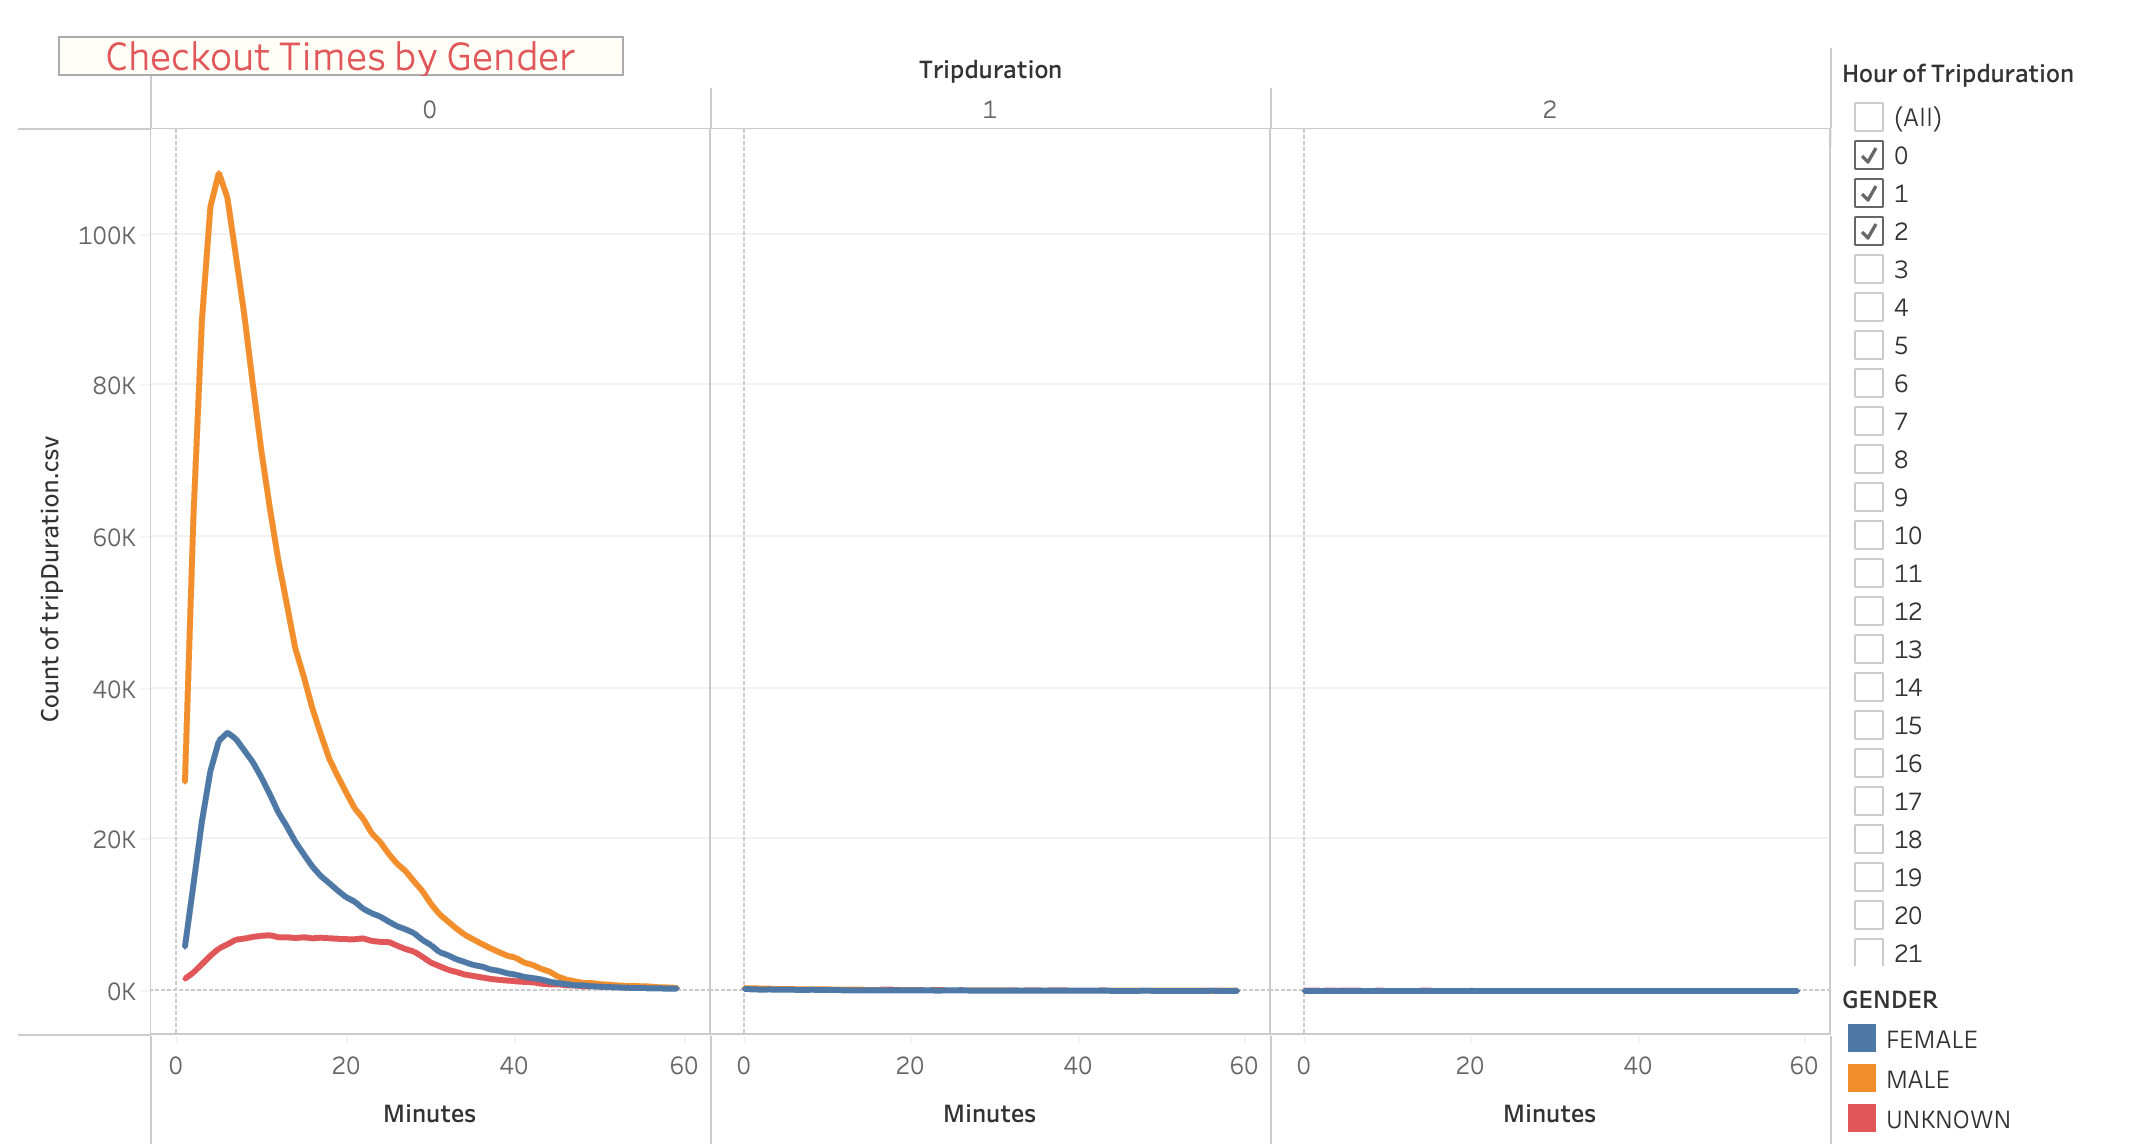 Checkout Times by Gender
Tripduration
0 1 2
Count of tripDuration.csv
100K
80K
60K
40K
20K
0K
0 20 40 60 0 20 40 60 0 20 40 60
Minutes Minutes Minutes
Hour of Tripduration
(All)
0
1
2
3
4
5
6
7
8
9
10
11
12
13
14
15
16
17
18
19
20
21
GENDER
FEMALE
MALE
UNKNOWN